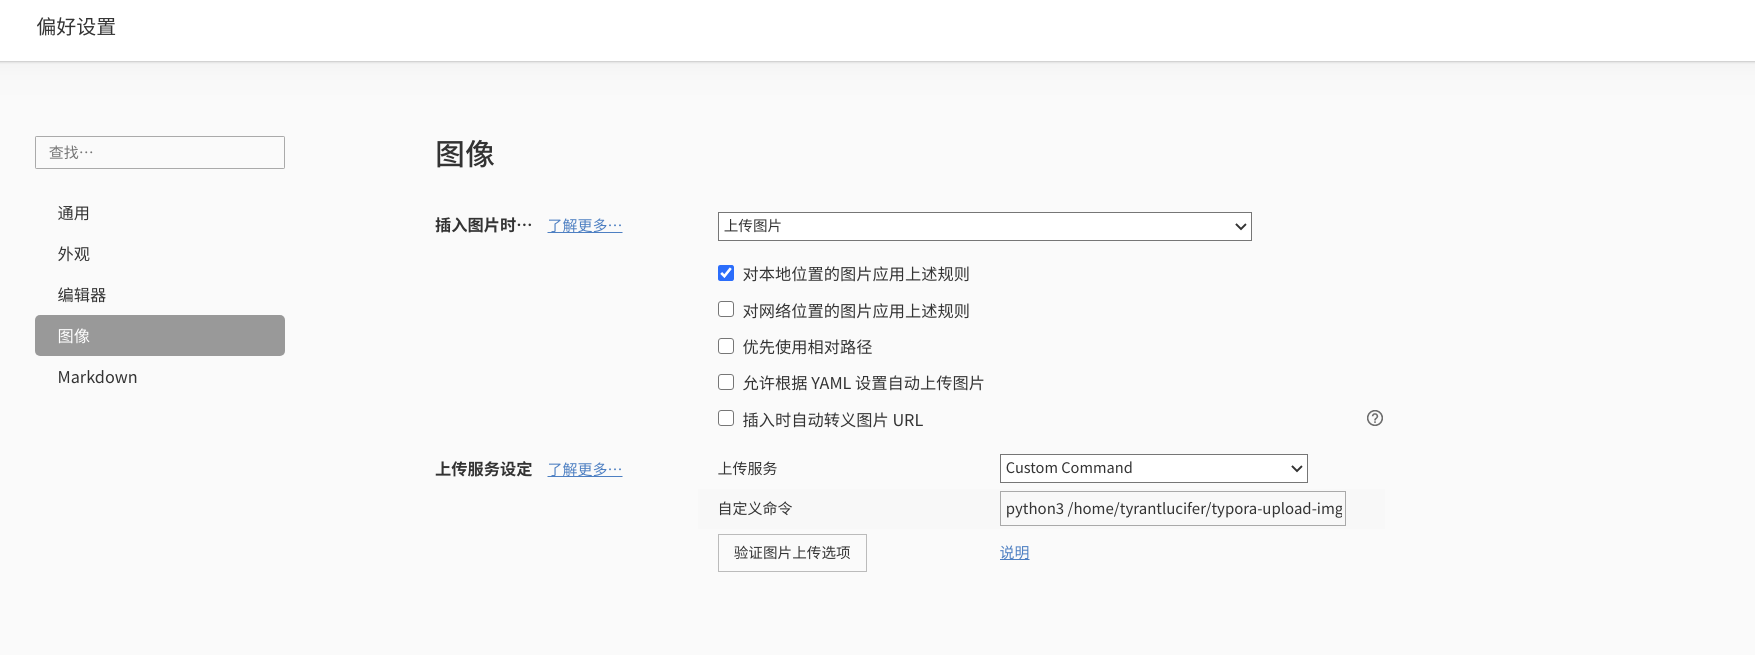 偏好设置
查找…
通用
外观
编辑器
图像
Markdown
图像
插入图片时… 了解更多… 上传图片
对本地位置的图片应用上述规则
对网络位置的图片应用上述规则
优先使用相对路径
允许根据 YAML 设置自动上传图片
插入时自动转义图片 URL
上传服务设定 了解更多… 上传服务 Custom Command
自定义命令 python3 /home/tyrantlucifer/typora-upload-img
验证图片上传选项 说明